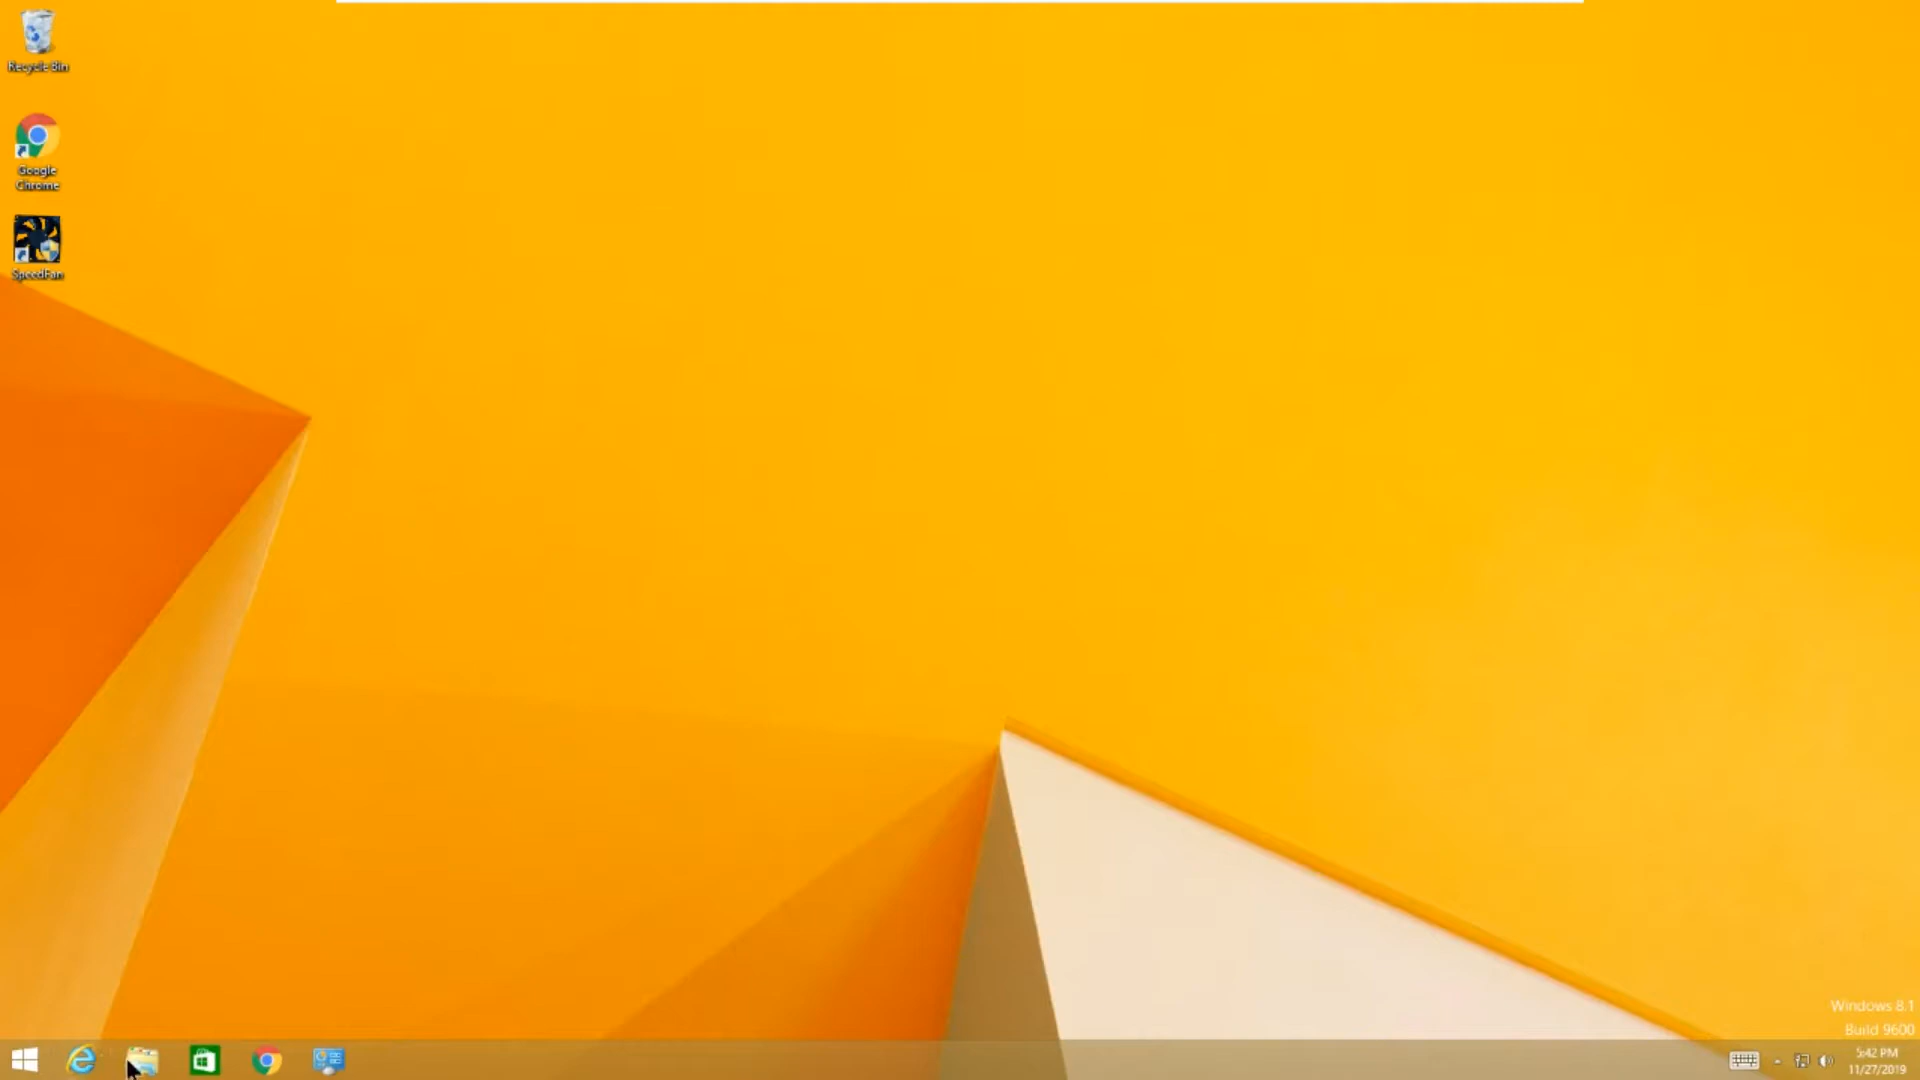 Recycle Bin
Google
Chrome
SpeedFan
Windows 8.1
Build 9600
5:42 PM
11/27/2019